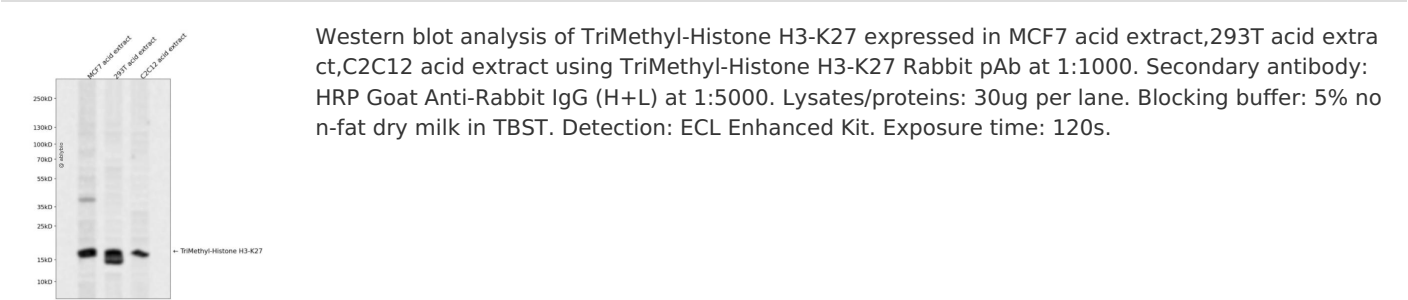 MCF7 acid extract
293T acid extract
C2C12 acid extract
250kD
130kD
100kD
70kD
55kD
35kD
25kD
15kD
10kD
@ ablybio
← TriMethyl-Histone H3-K27
Western blot analysis of TriMethyl-Histone H3-K27 expressed in MCF7 acid extract,293T acid extra
ct,C2C12 acid extract using TriMethyl-Histone H3-K27 Rabbit pAb at 1:1000. Secondary antibody:
HRP Goat Anti-Rabbit IgG (H+L) at 1:5000. Lysates/proteins: 30ug per lane. Blocking buffer: 5% no
n-fat dry milk in TBST. Detection: ECL Enhanced Kit. Exposure time: 120s.